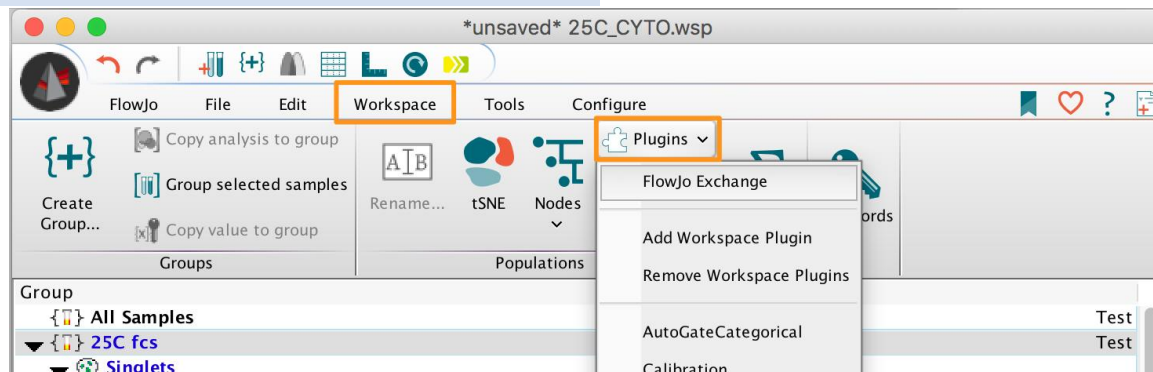 *unsaved* 25C_CYTO.wsp
FlowJo File Edit Workspace Tools Configure
Copy analysis to group
Plugins
Group selected samples
Create Group...
Rename... tSNE Nodes
Copy value to group
Groups Populations
FlowJo Exchange
Add Workspace Plugin
Remove Workspace Plugins
AutoGateCategorical
Calibration
Group
All Samples Test
25C fcs Test
Singlets